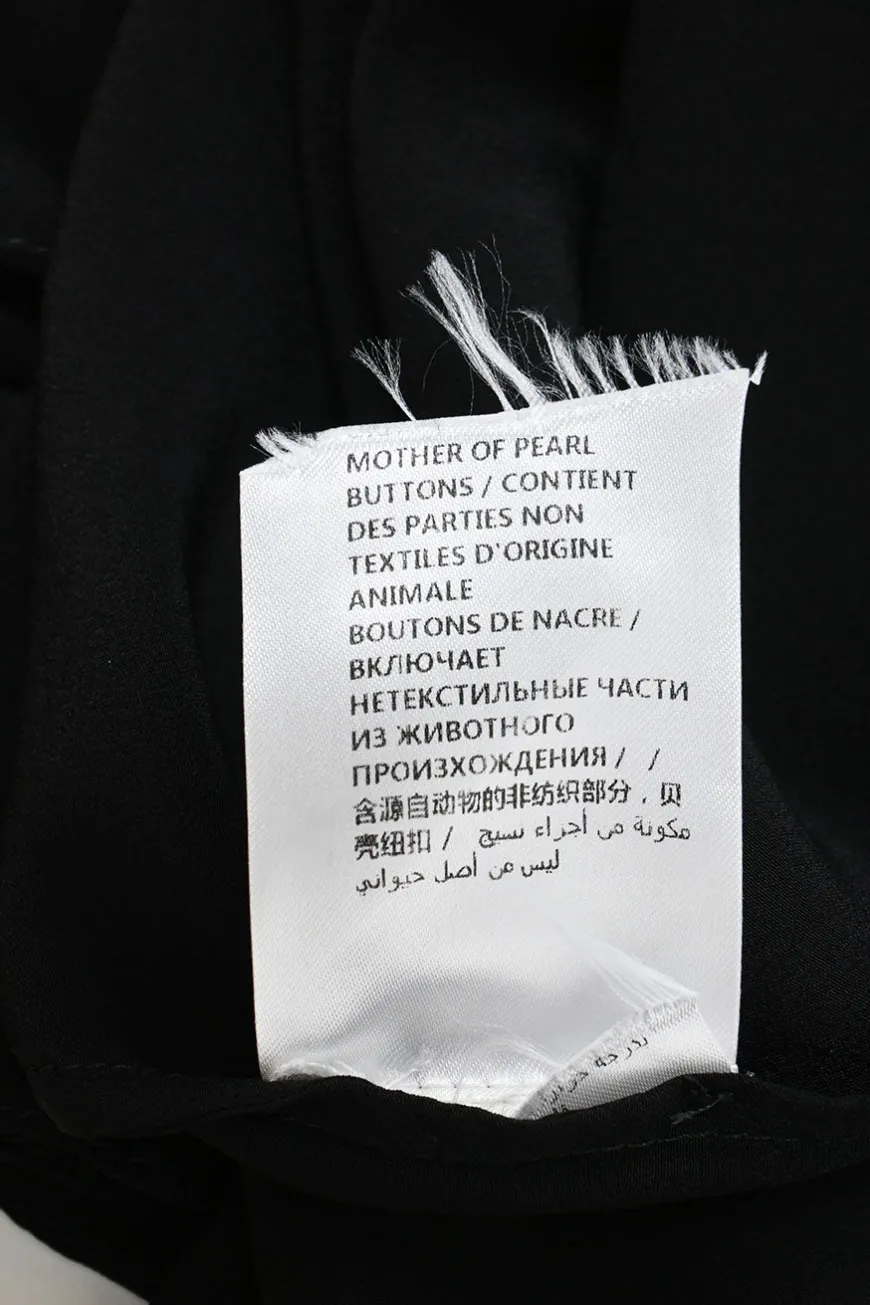 MOTHER OF PEARL
BUTTONS / CONTIENT
DES PARTIES NON
TEXTILES D'ORIGINE
ANIMALE
BOUTONS DE NACRE /
ВКЛЮЧАЕТ
НЕТЕКСТИЛЬНЫЕ ЧАСТИ
ИЗ ЖИВОТНОГО
ПРОИЗХОЖДЕНИЯ / /
含源自动物的非纺织部分，贝
壳纽扣 / مكونة من أجزاء نسيج
ليس من أصل حيواني